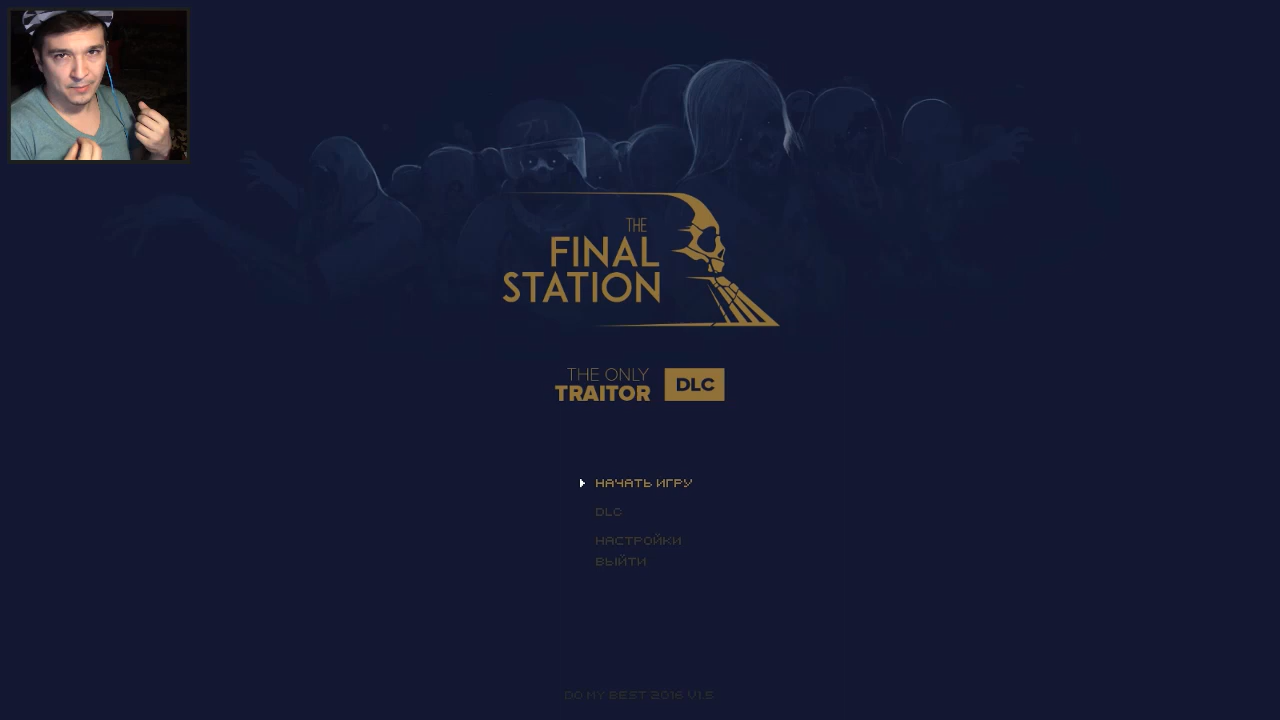 THE
FINAL
STATION
THE ONLY
TRAITOR DLC
НАЧАТЬ ИГРУ
DLC
НАСТРОЙКИ
ВЫЙТИ
DO MY BEST 2016 V1.5